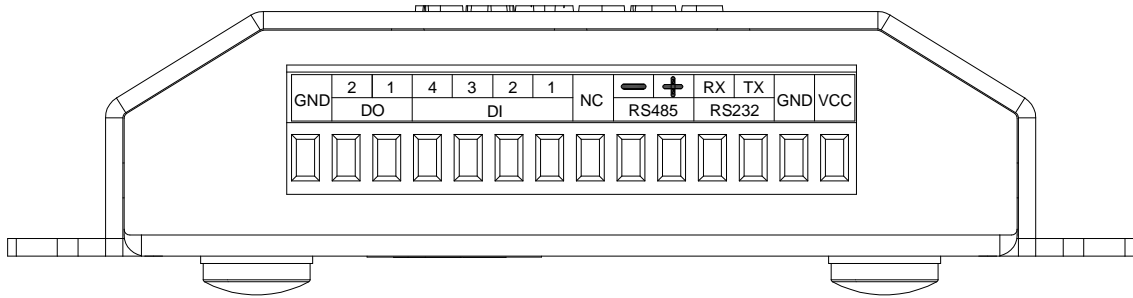 GND 2 1 4 3 2 1 NC − + RX TX GND VCC
DO DI RS485 RS232